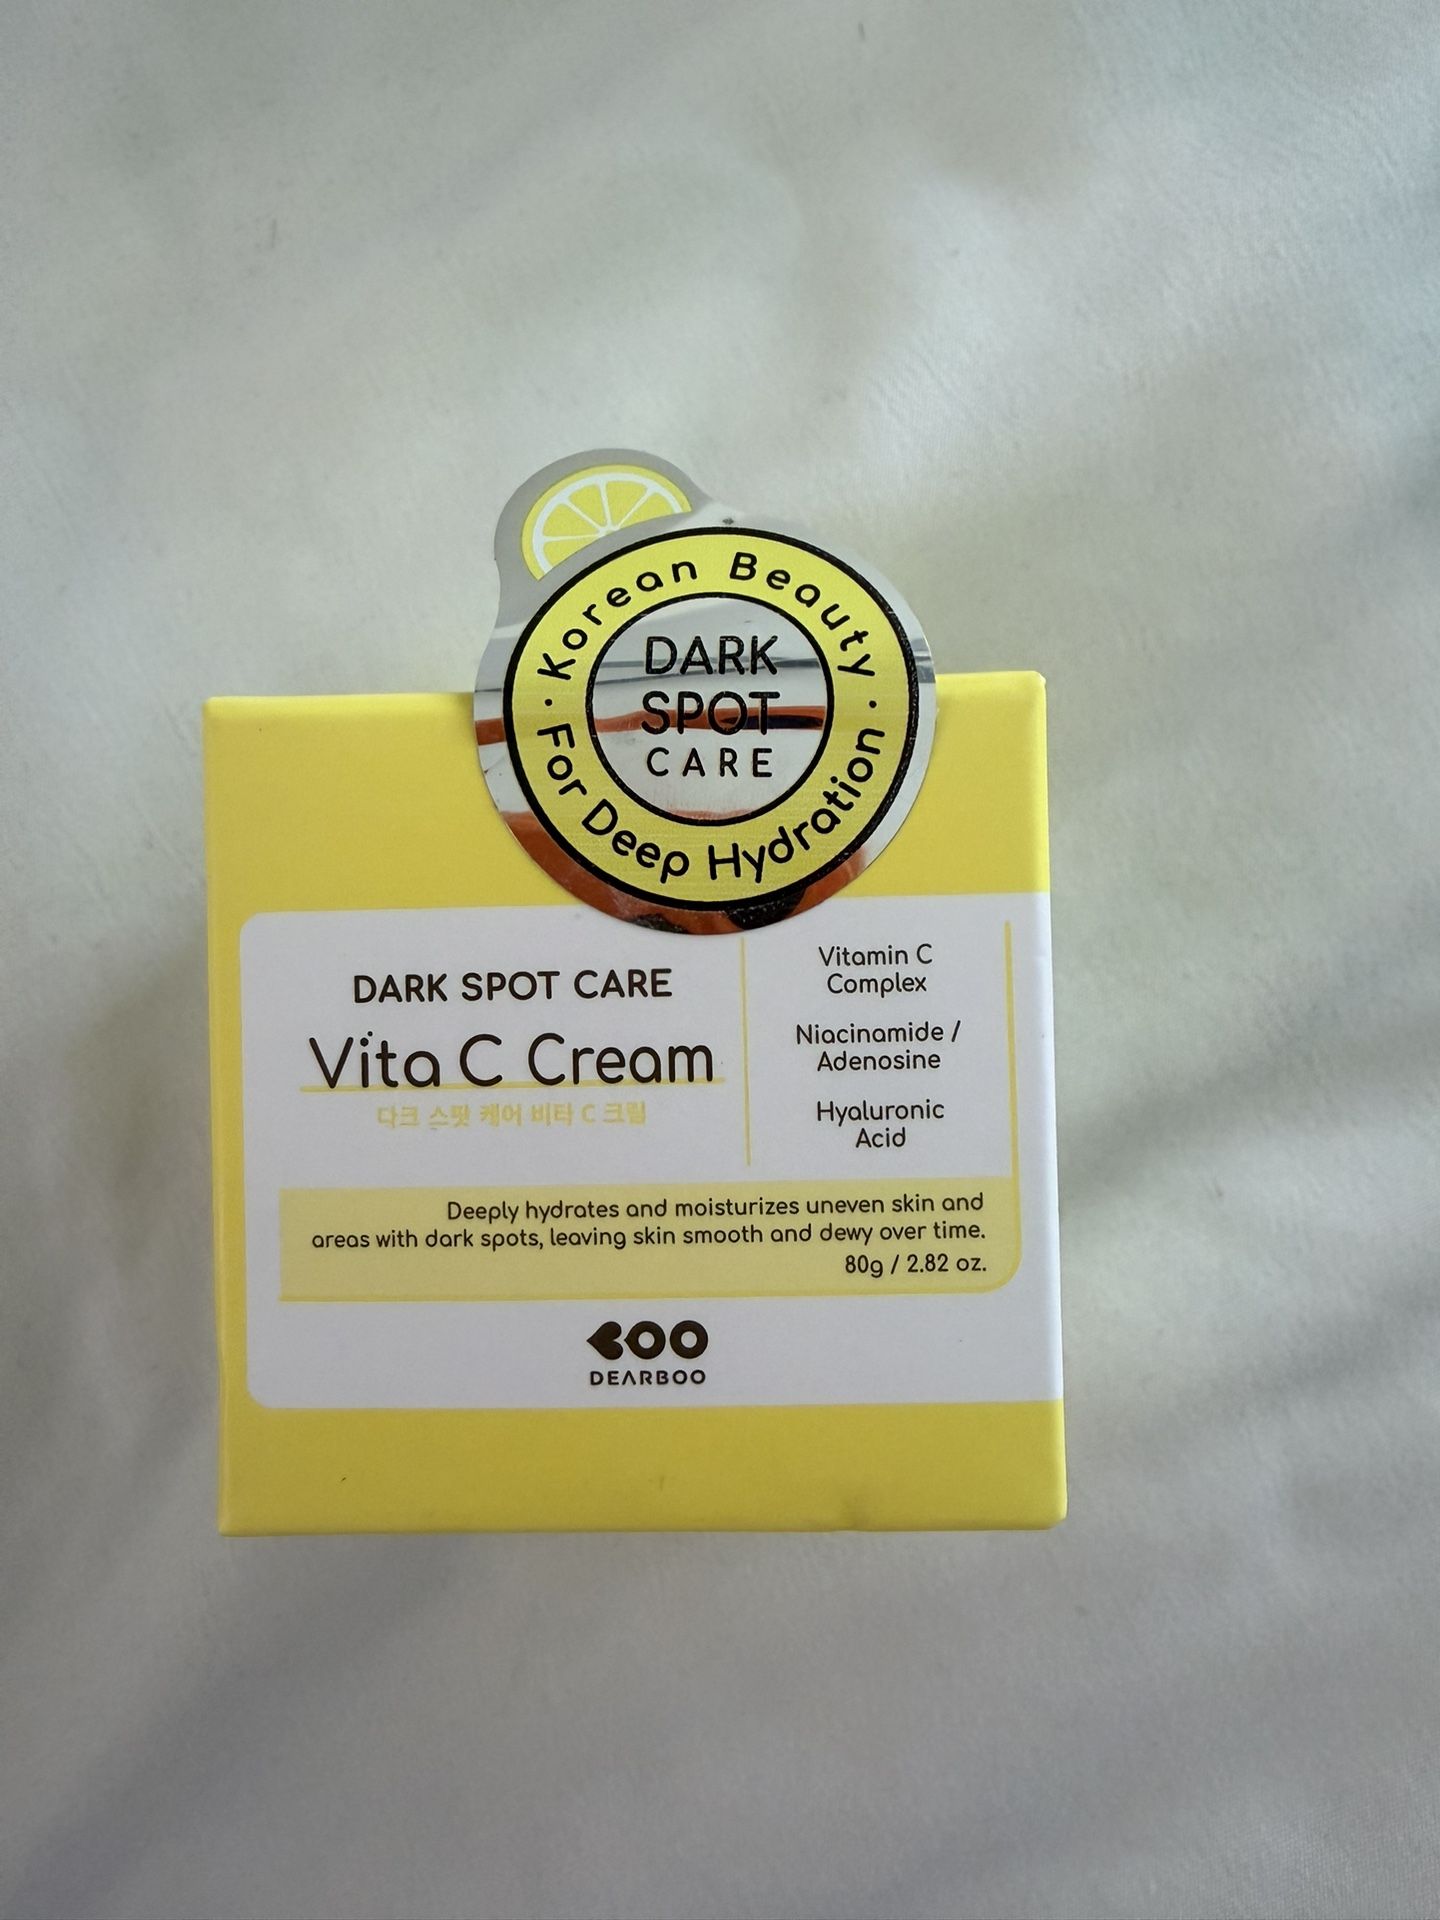 Korean Beauty
DARK
SPOT
CARE
For Deep Hydration
DARK SPOT CARE
Vita C Cream
다크 스팟 케어 비타 C 크림
Vitamin C
Complex
Niacinamide /
Adenosine
Hyaluronic
Acid
Deeply hydrates and moisturizes uneven skin and
areas with dark spots, leaving skin smooth and dewy over time.
80g / 2.82 oz.
BOO
DEARBOO